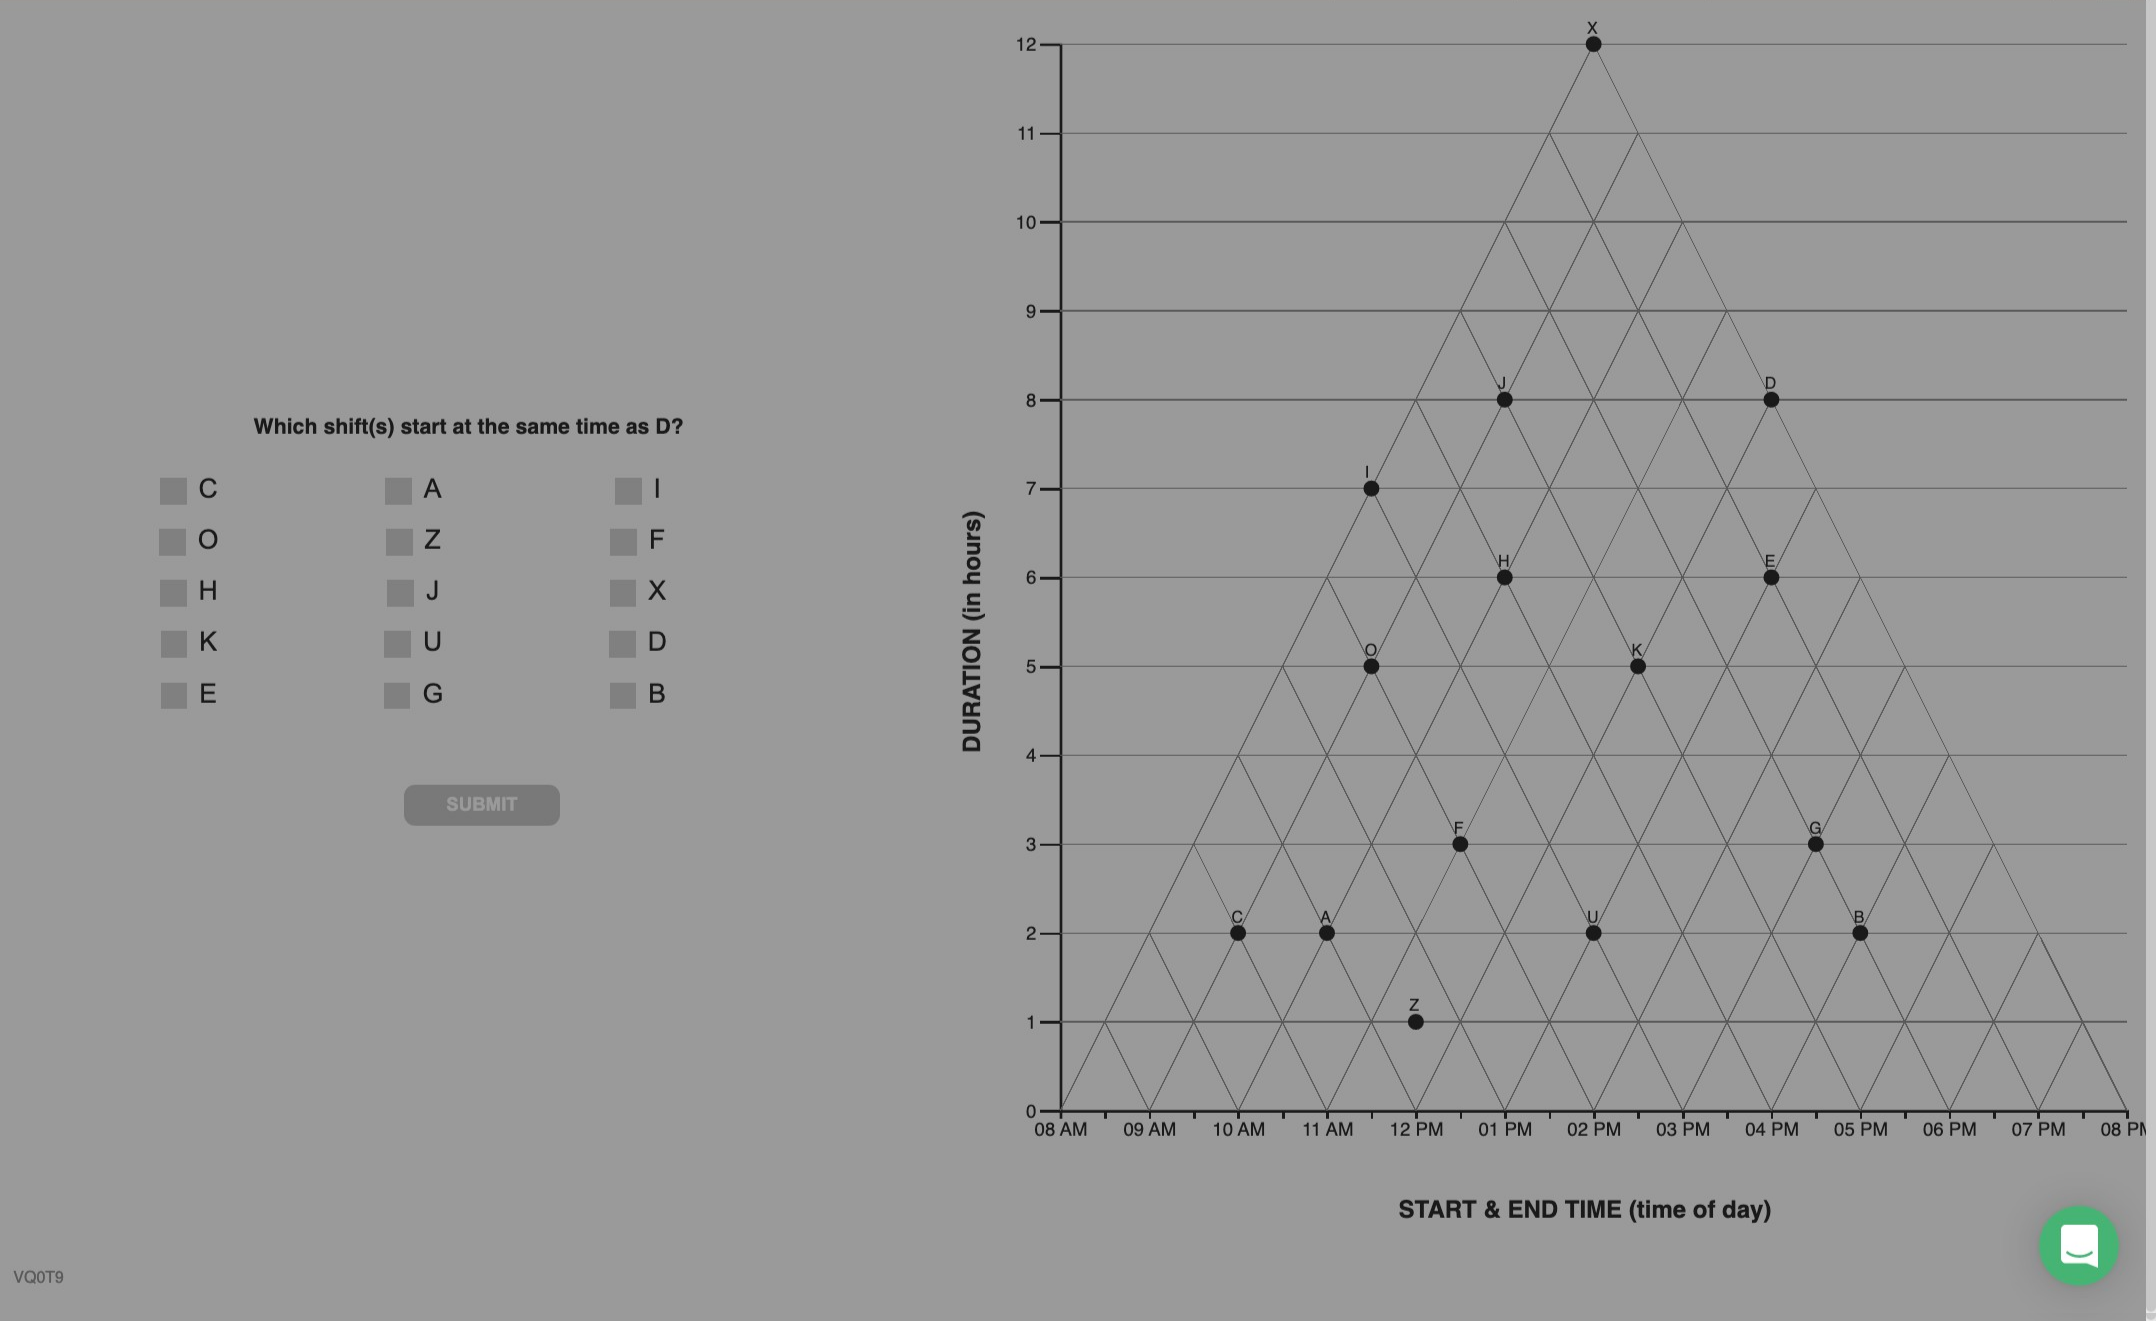 Which shift(s) start at the same time as D?
C A I
O Z F
H J X
K U D
E G B
SUBMIT
VQ0T9
DURATION (in hours)
12
11
10
9
8
7
6
5
4
3
2
1
0
X
J D
I
H E
O K
F G
C A U B
Z
08 AM 09 AM 10 AM 11 AM 12 PM 01 PM 02 PM 03 PM 04 PM 05 PM 06 PM 07 PM 08 PM
START & END TIME (time of day)